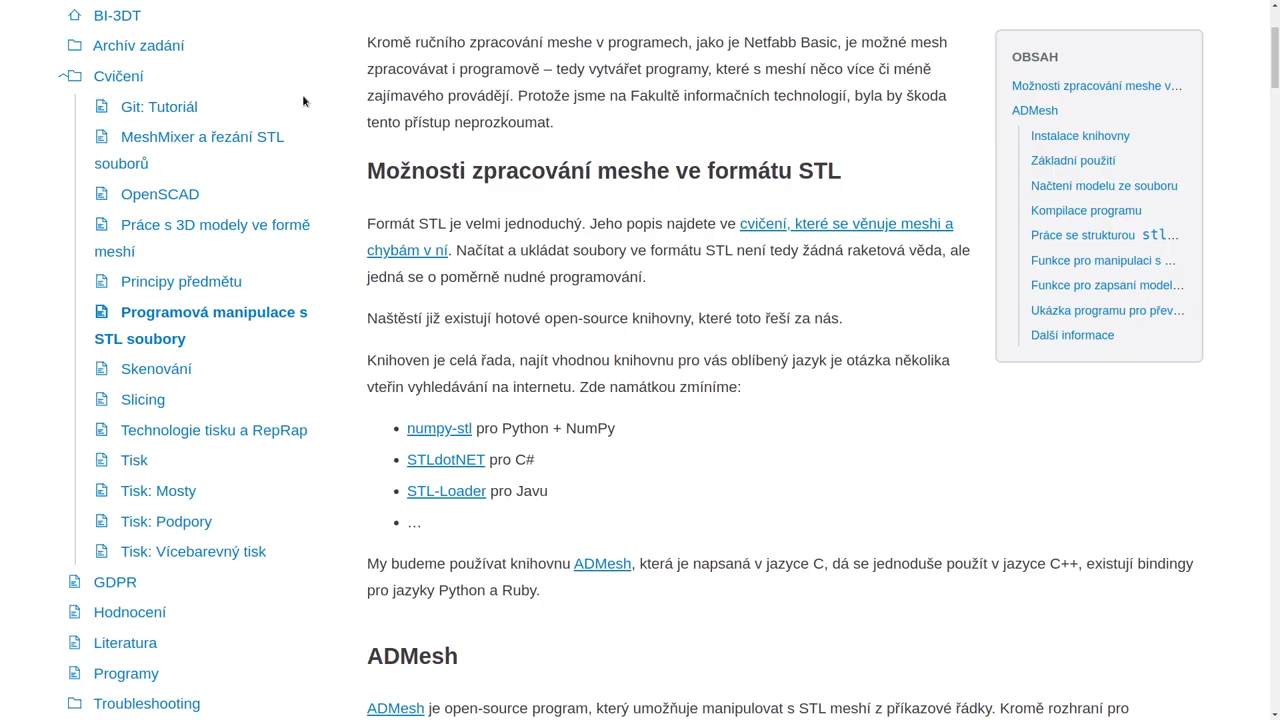 BI-3DT
Archív zadání
Cvičení
Git: Tutoriál
MeshMixer a řezání STL
souborů
OpenSCAD
Práce s 3D modely ve formě
meshí
Principy předmětu
Programová manipulace s
STL soubory
Skenování
Slicing
Technologie tisku a RepRap
Tisk
Tisk: Mosty
Tisk: Podpory
Tisk: Vícebarevný tisk
GDPR
Hodnocení
Literatura
Programy
Troubleshooting
Kromě ručního zpracování meshe v programech, jako je Netfabb Basic, je možné mesh
zpracovávat i programově – tedy vytvářet programy, které s meshí něco více či méně
zajímavého provádějí. Protože jsme na Fakultě informačních technologií, byla by škoda
tento přístup neprozkoumat.
Možnosti zpracování meshe ve formátu STL
Formát STL je velmi jednoduchý. Jeho popis najdete ve cvičení, které se věnuje meshi a
chybám v ní. Načítat a ukládat soubory ve formátu STL není tedy žádná raketová věda, ale
jedná se o poměrně nudné programování.
Naštěstí již existují hotové open-source knihovny, které toto řeší za nás.
Knihoven je celá řada, najít vhodnou knihovnu pro vás oblíbený jazyk je otázka několika
vteřin vyhledávání na internetu. Zde namátkou zmíníme:
• numpy-stl pro Python + NumPy
• STLdotNET pro C#
• STL-Loader pro Javu
• …
My budeme používat knihovnu ADMesh, která je napsaná v jazyce C, dá se jednoduše použít v jazyce C++, existují bindingy
pro jazyky Python a Ruby.
ADMesh
ADMesh je open-source program, který umožňuje manipulovat s STL meshí z příkazové řádky. Kromě rozhraní pro
OBSAH
Možnosti zpracování meshe v…
ADMesh
Instalace knihovny
Základní použití
Načtení modelu ze souboru
Kompilace programu
Práce se strukturou stl…
Funkce pro manipulaci s …
Funkce pro zapsaní model…
Ukázka programu pro přev…
Další informace